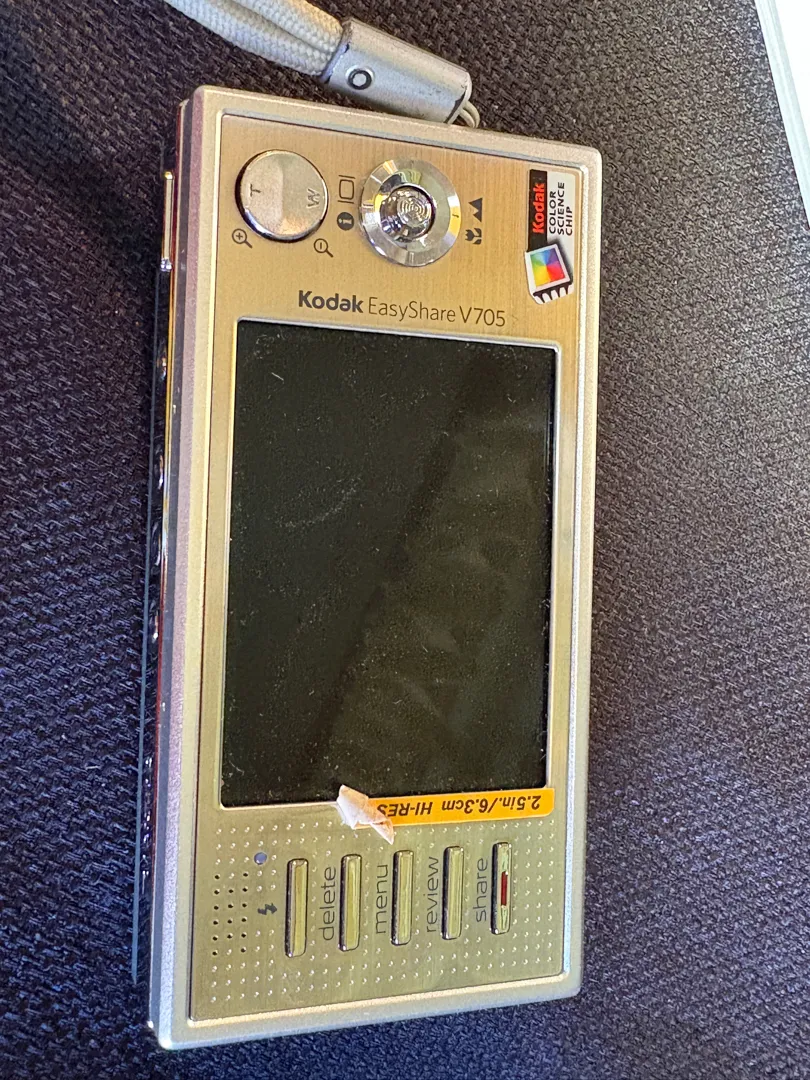 T W
Kodak
COLOR
SCIENCE
CHIP
Kodak EasyShare V705
2.5in./6.3cm HI-RES
delete
menu
review
share